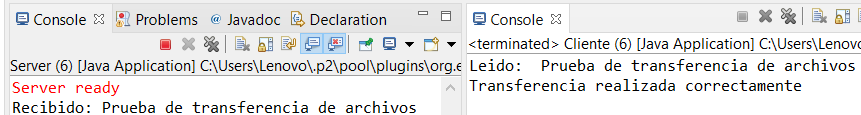 Console Problems @ Javadoc Declaration
Server (6) [Java Application] C:\Users\Lenovo\.p2\pool\plugins\org.e
Server ready
Recibido: Prueba de transferencia de archivos
Console
<terminated> Cliente (6) [Java Application] C:\Users\Lenovo
Leido:  Prueba de transferencia de archivos
Transferencia realizada correctamente